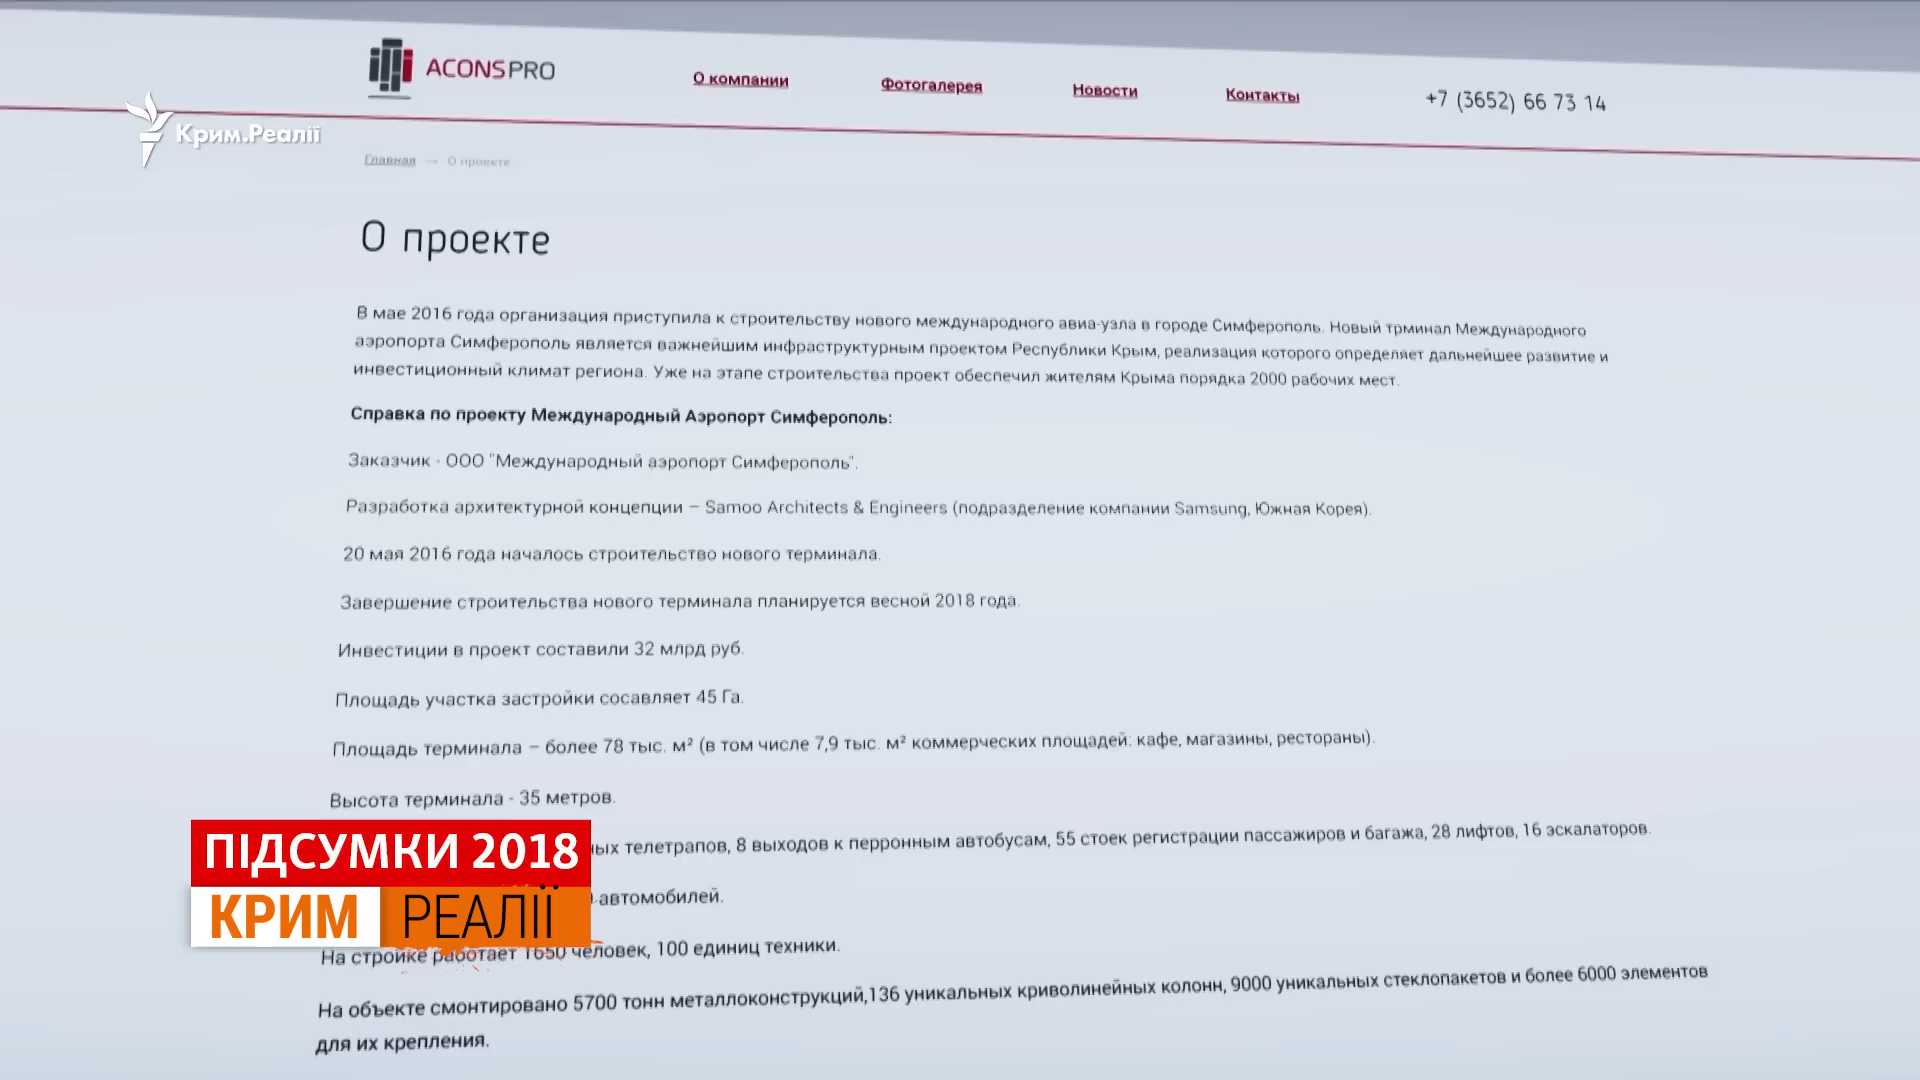 ACONSPRO
О компании
Фотогалерея
Новости
Контакты
+7 (3652) 66 73 14
Крим.Реалії
Главная → О проекте
О проекте
В мае 2016 года организация приступила к строительству нового международного авиа-узла в городе Симферополь. Новый трминал Международного
аэропорта Симферополь является важнейшим инфраструктурным проектом Республики Крым, реализация которого определяет дальнейшее развитие и
инвестиционный климат региона. Уже на этапе строительства проект обеспечил жителям Крыма порядка 2000 рабочих мест.
Справка по проекту Международный Аэропорт Симферополь:
Заказчик - ООО "Международный аэропорт Симферополь".
Разработка архитектурной концепции – Samoo Architects & Engineers (подразделение компании Samsung, Южная Корея).
20 мая 2016 года началось строительство нового терминала.
Завершение строительства нового терминала планируется весной 2018 года.
Инвестиции в проект составили 32 млрд руб.
Площадь участка застройки сосавляет 45 Га.
Площадь терминала – более 78 тыс. м² (в том числе 7,9 тыс. м² коммерческих площадей: кафе, магазины, рестораны).
Высота терминала - 35 метров.
телетрапов, 8 выходов к перронным автобусам, 55 стоек регистрации пассажиров и багажа, 28 лифтов, 16 эскалаторов.
автомобилей.
На стройке работает 1650 человек, 100 единиц техники.
На объекте смонтировано 5700 тонн металлоконструкций,136 уникальных криволинейных колонн, 9000 уникальных стеклопакетов и более 6000 элементов
для их крепления.
ПІДСУМКИ 2018
КРИМ РЕАЛІЇ